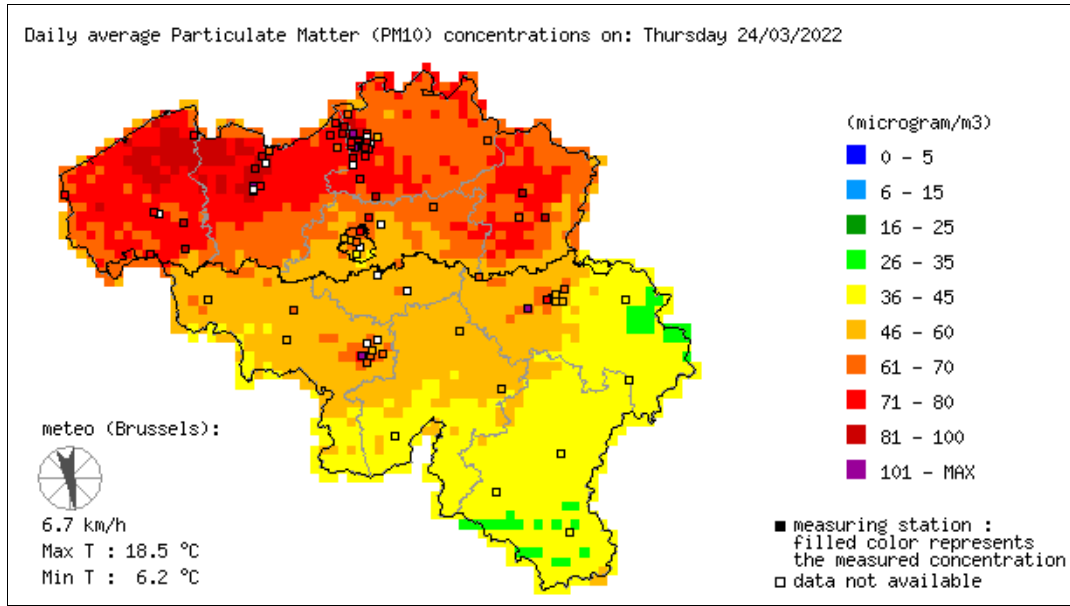 Daily average Particulate Matter (PM10) concentrations on: Thursday 24/03/2022
(microgram/m3)
0 - 5
6 - 15
16 - 25
26 - 35
36 - 45
46 - 60
61 - 70
71 - 80
81 - 100
101 - MAX
meteo (Brussels):
6.7 km/h
Max T : 18.5 °C
Min T :  6.2 °C
measuring station :
filled color represents
the measured concentration
data not available